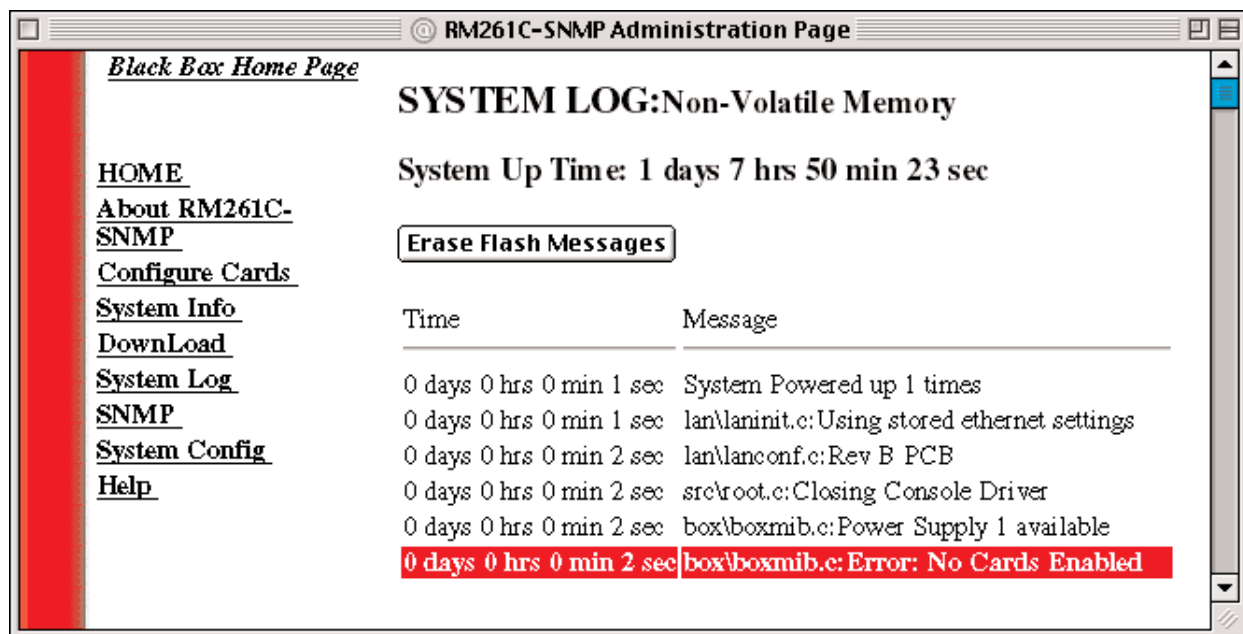 RM261C-SNMP Administration Page
Black Box Home Page
HOME
About RM261C-
SNMP
Configure Cards
System Info
DownLoad
System Log
SNMP
System Config
Help
SYSTEM LOG:Non-Volatile Memory
System Up Time: 1 days 7 hrs 50 min 23 sec
Erase Flash Messages
Time Message
0 days 0 hrs 0 min 1 sec System Powered up 1 times
0 days 0 hrs 0 min 1 sec lan\laninit.c:Using stored ethernet settings
0 days 0 hrs 0 min 2 sec lan\lanconf.c:Rev B PCB
0 days 0 hrs 0 min 2 sec src\root.c:Closing Console Driver
0 days 0 hrs 0 min 2 sec box\boxmib.c:Power Supply 1 available
0 days 0 hrs 0 min 2 sec box\boxmib.c:Error: No Cards Enabled